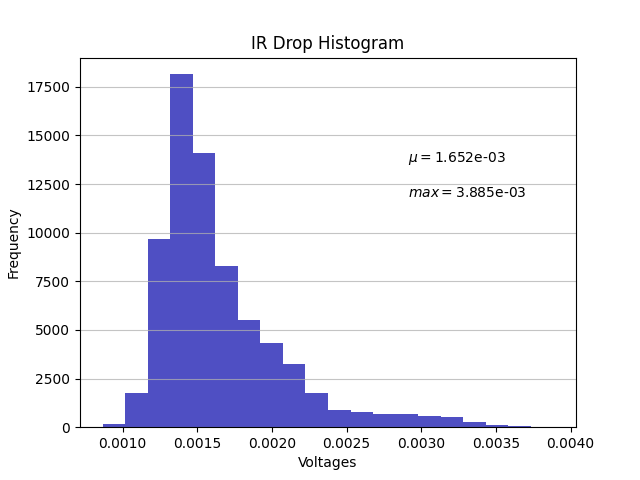 IR Drop Histogram
17500
15000
12500
10000
7500
5000
2500
0
Frequency
μ = 1.652e-03
max = 3.885e-03
0.0010 0.0015 0.0020 0.0025 0.0030 0.0035 0.0040
Voltages